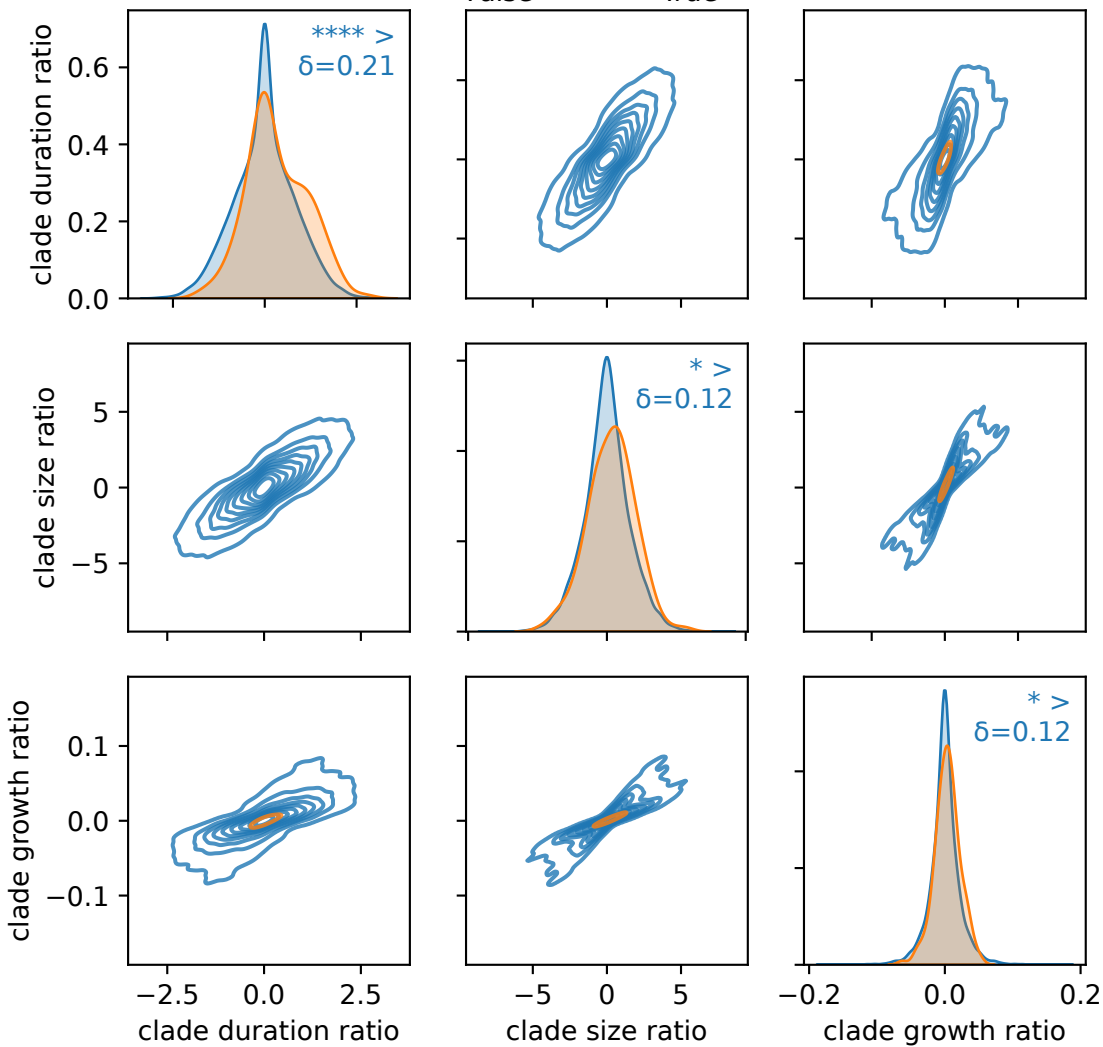 **** >
δ=0.21
clade duration ratio
0.6
0.4
0.2
0.0
* >
δ=0.12
clade size ratio
5
0
−5
* >
δ=0.12
clade growth ratio
0.1
0.0
−0.1
−2.5 0.0 2.5
−5 0 5
−0.2 0.0 0.2
clade duration ratio
clade size ratio
clade growth ratio